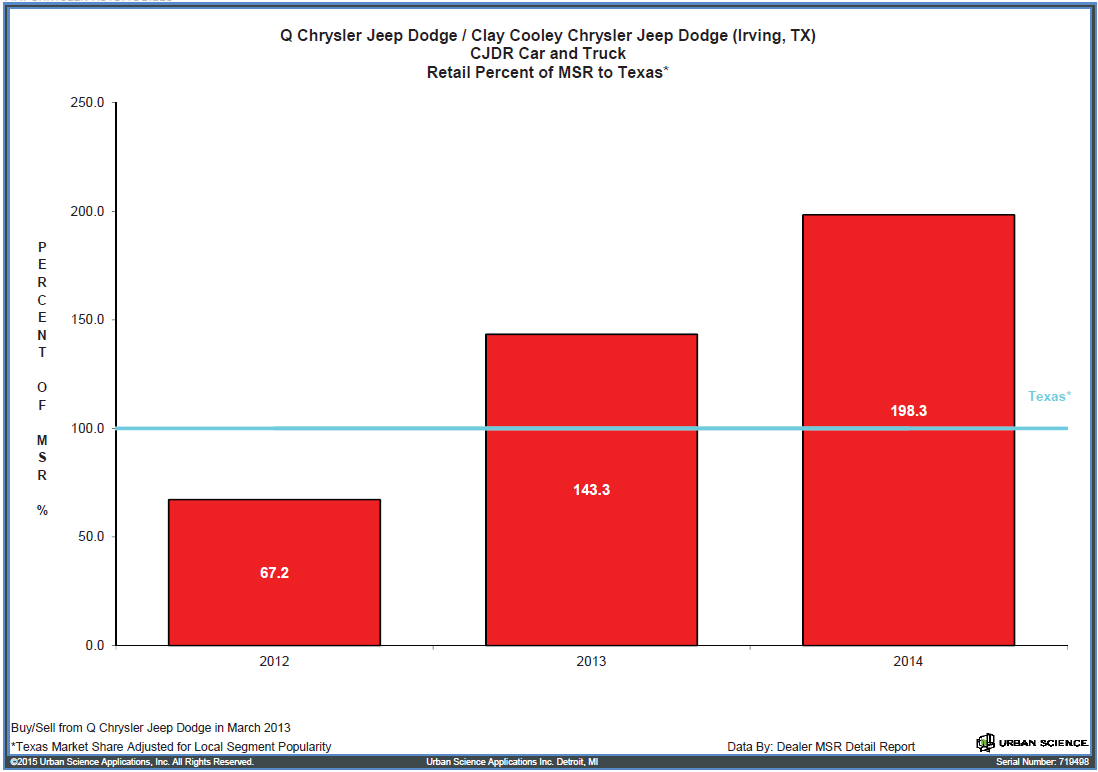 Q Chrysler Jeep Dodge / Clay Cooley Chrysler Jeep Dodge (Irving, TX)
CJDR Car and Truck
Retail Percent of MSR to Texas*
PERCENT OF MSR %
250.0
200.0
150.0
100.0
50.0
0.0
67.2
143.3
198.3
Texas*
2012
2013
2014
Buy/Sell from Q Chrysler Jeep Dodge in March 2013
*Texas Market Share Adjusted for Local Segment Popularity
Data By: Dealer MSR Detail Report
URBAN SCIENCE.
©2015 Urban Science Applications, Inc. All Rights Reserved.
Urban Science Applications Inc. Detroit, MI
Serial Number: 719498